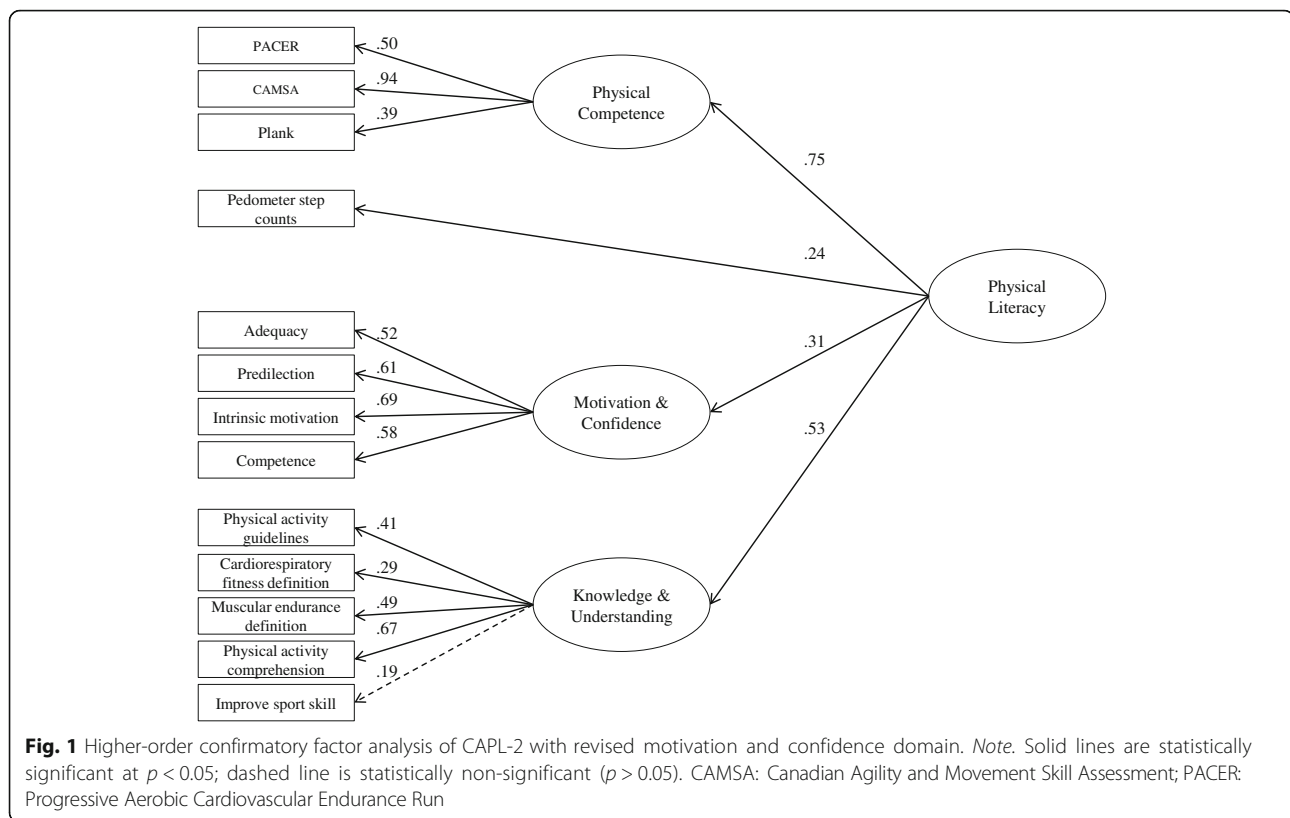 PACER
.50
CAMSA
.94
Plank
.39
Physical
Competence
.75
Pedometer step
counts
.24
Physical
Literacy
Adequacy
.52
Predilection
.61
Intrinsic motivation
.69
Competence
.58
Motivation &
Confidence
.31
.53
Physical activity
guidelines
.41
Cardiorespiratory
fitness definition
.29
Muscular endurance
definition
.49
Physical activity
comprehension
.67
Improve sport skill
.19
Knowledge &
Understanding
Fig. 1 Higher-order confirmatory factor analysis of CAPL-2 with revised motivation and confidence domain. Note. Solid lines are statistically
significant at p < 0.05; dashed line is statistically non-significant (p > 0.05). CAMSA: Canadian Agility and Movement Skill Assessment; PACER:
Progressive Aerobic Cardiovascular Endurance Run